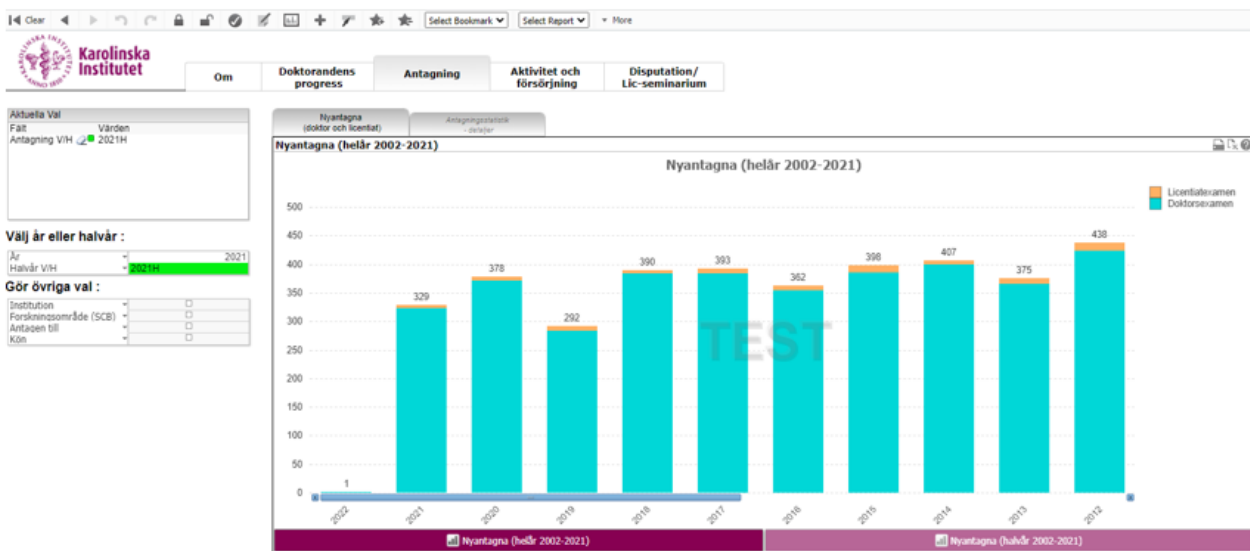 Clear Select Bookmark Select Report More
Karolinska
Institutet
ANNO 1810
Om
Doktorandens
progress
Antagning
Aktivitet och
försörjning
Disputation/
Lic-seminarium
Aktuella Val
Fält Värden
Antagning V/H 2021H
Välj år eller halvår :
År 2021
Halvår V/H 2021H
Gör övriga val :
Institution
Forskningsområde (SCB)
Antagen till
Kön
Nyantagna
(doktor och licentiat)
Antagningsstatistik
- detaljer
Nyantagna (helår 2002-2021)
Nyantagna (helår 2002-2021)
Licentiatexamen
Doktorsexamen
500
450
400
350
300
250
200
150
100
50
0
1 329 378 292 390 393 362 398 407 375 438
TEST
2022 2021 2020 2019 2018 2017 2016 2015 2014 2013 2012
Nyantagna (helår 2002-2021) Nyantagna (halvår 2002-2021)